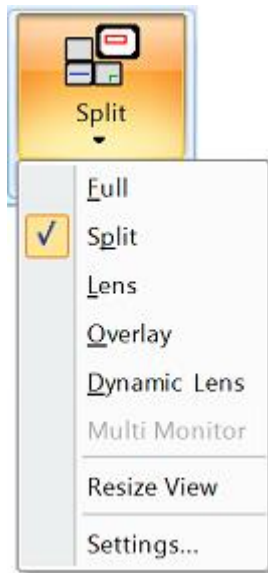 Split
Full
Split
Lens
Overlay
Dynamic Lens
Multi Monitor
Resize View
Settings...